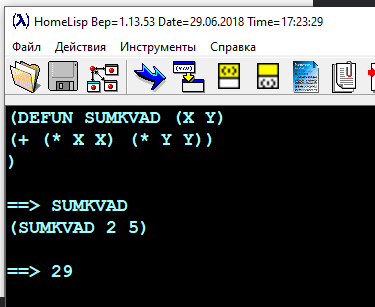 HomeLisp Вер=1.13.53 Date=29.06.2018 Time=17:23:29
Файл Действия Инструменты Справка
(DEFUN SUMKVAD (X Y)
(+ (* X X) (* Y Y))
)
==> SUMKVAD
(SUMKVAD 2 5)
==> 29